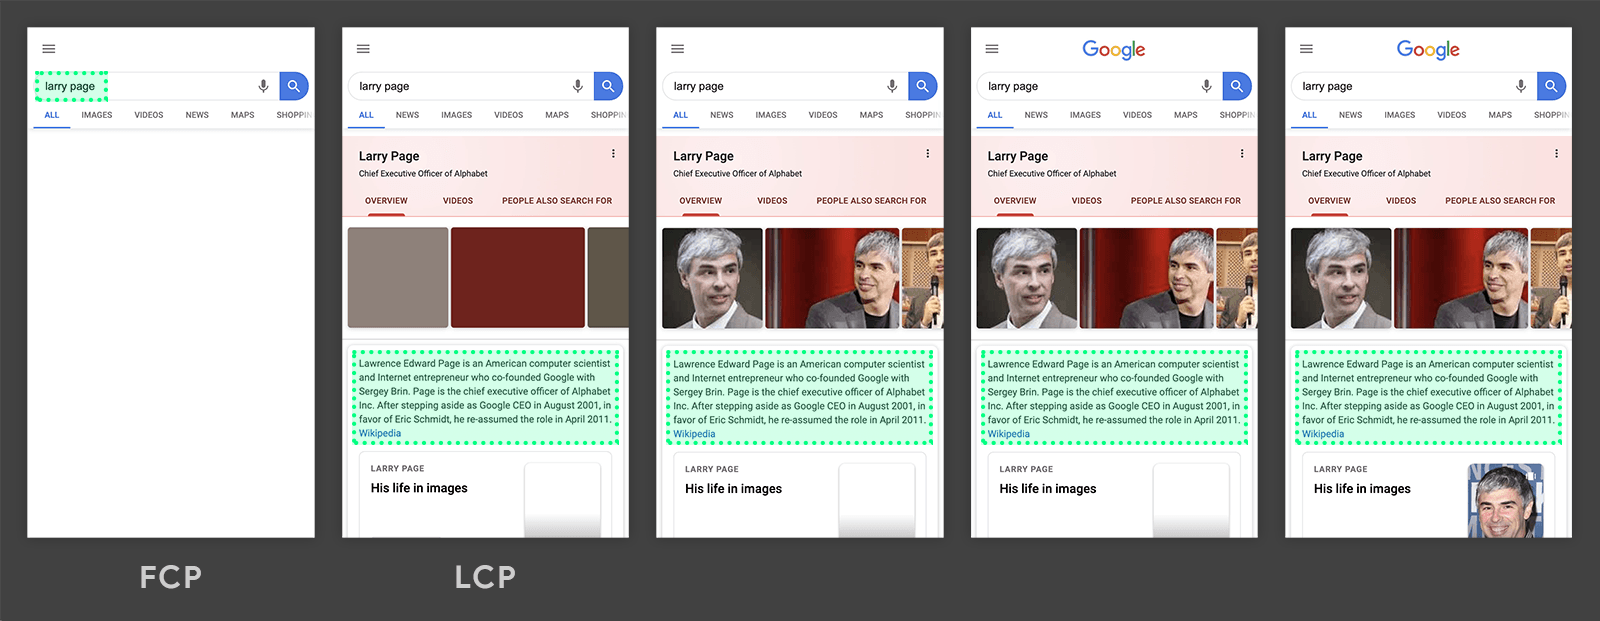 larry page
ALL IMAGES VIDEOS NEWS MAPS
FCP
larry page
ALL NEWS IMAGES VIDEOS MAPS
Larry Page
Chief Executive Officer of Alphabet
OVERVIEW VIDEOS PEOPLE ALSO SEARCH FOR
Lawrence Edward Page is an American computer scientist
and Internet entrepreneur who co-founded Google with
Sergey Brin. Page is the chief executive officer of Alphabet
Inc. After stepping aside as Google CEO in August 2001, in
favor of Eric Schmidt, he re-assumed the role in April 2011.
Wikipedia
LARRY PAGE
His life in images
LCP
larry page
ALL NEWS IMAGES VIDEOS MAPS
Larry Page
Chief Executive Officer of Alphabet
OVERVIEW VIDEOS PEOPLE ALSO SEARCH FOR
Lawrence Edward Page is an American computer scientist
and Internet entrepreneur who co-founded Google with
Sergey Brin. Page is the chief executive officer of Alphabet
Inc. After stepping aside as Google CEO in August 2001, in
favor of Eric Schmidt, he re-assumed the role in April 2011.
Wikipedia
LARRY PAGE
His life in images
Google
larry page
ALL NEWS IMAGES VIDEOS MAPS
Larry Page
Chief Executive Officer of Alphabet
OVERVIEW VIDEOS PEOPLE ALSO SEARCH FOR
Lawrence Edward Page is an American computer scientist
and Internet entrepreneur who co-founded Google with
Sergey Brin. Page is the chief executive officer of Alphabet
Inc. After stepping aside as Google CEO in August 2001, in
favor of Eric Schmidt, he re-assumed the role in April 2011.
Wikipedia
LARRY PAGE
His life in images
Google
larry page
ALL NEWS IMAGES VIDEOS MAPS
Larry Page
Chief Executive Officer of Alphabet
OVERVIEW VIDEOS PEOPLE ALSO SEARCH FOR
Lawrence Edward Page is an American computer scientist
and Internet entrepreneur who co-founded Google with
Sergey Brin. Page is the chief executive officer of Alphabet
Inc. After stepping aside as Google CEO in August 2001, in
favor of Eric Schmidt, he re-assumed the role in April 2011.
Wikipedia
LARRY PAGE
His life in images